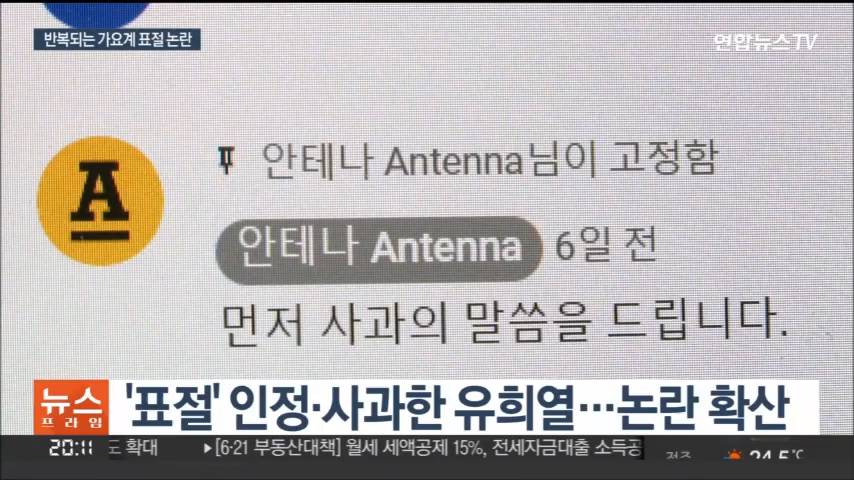 반복되는 가요계 표절 논란
연합뉴스TV
안테나 Antenna님이 고정함
A
안테나 Antenna 6일 전
먼저 사과의 말씀을 드립니다.
뉴스
프라임
'표절' 인정·사과한 유희열…논란 확산
20:11 도 확대 ▶[6·21 부동산대책] 월세 세액공제 15%, 전세자금대출 소득공
전주 24.5℃